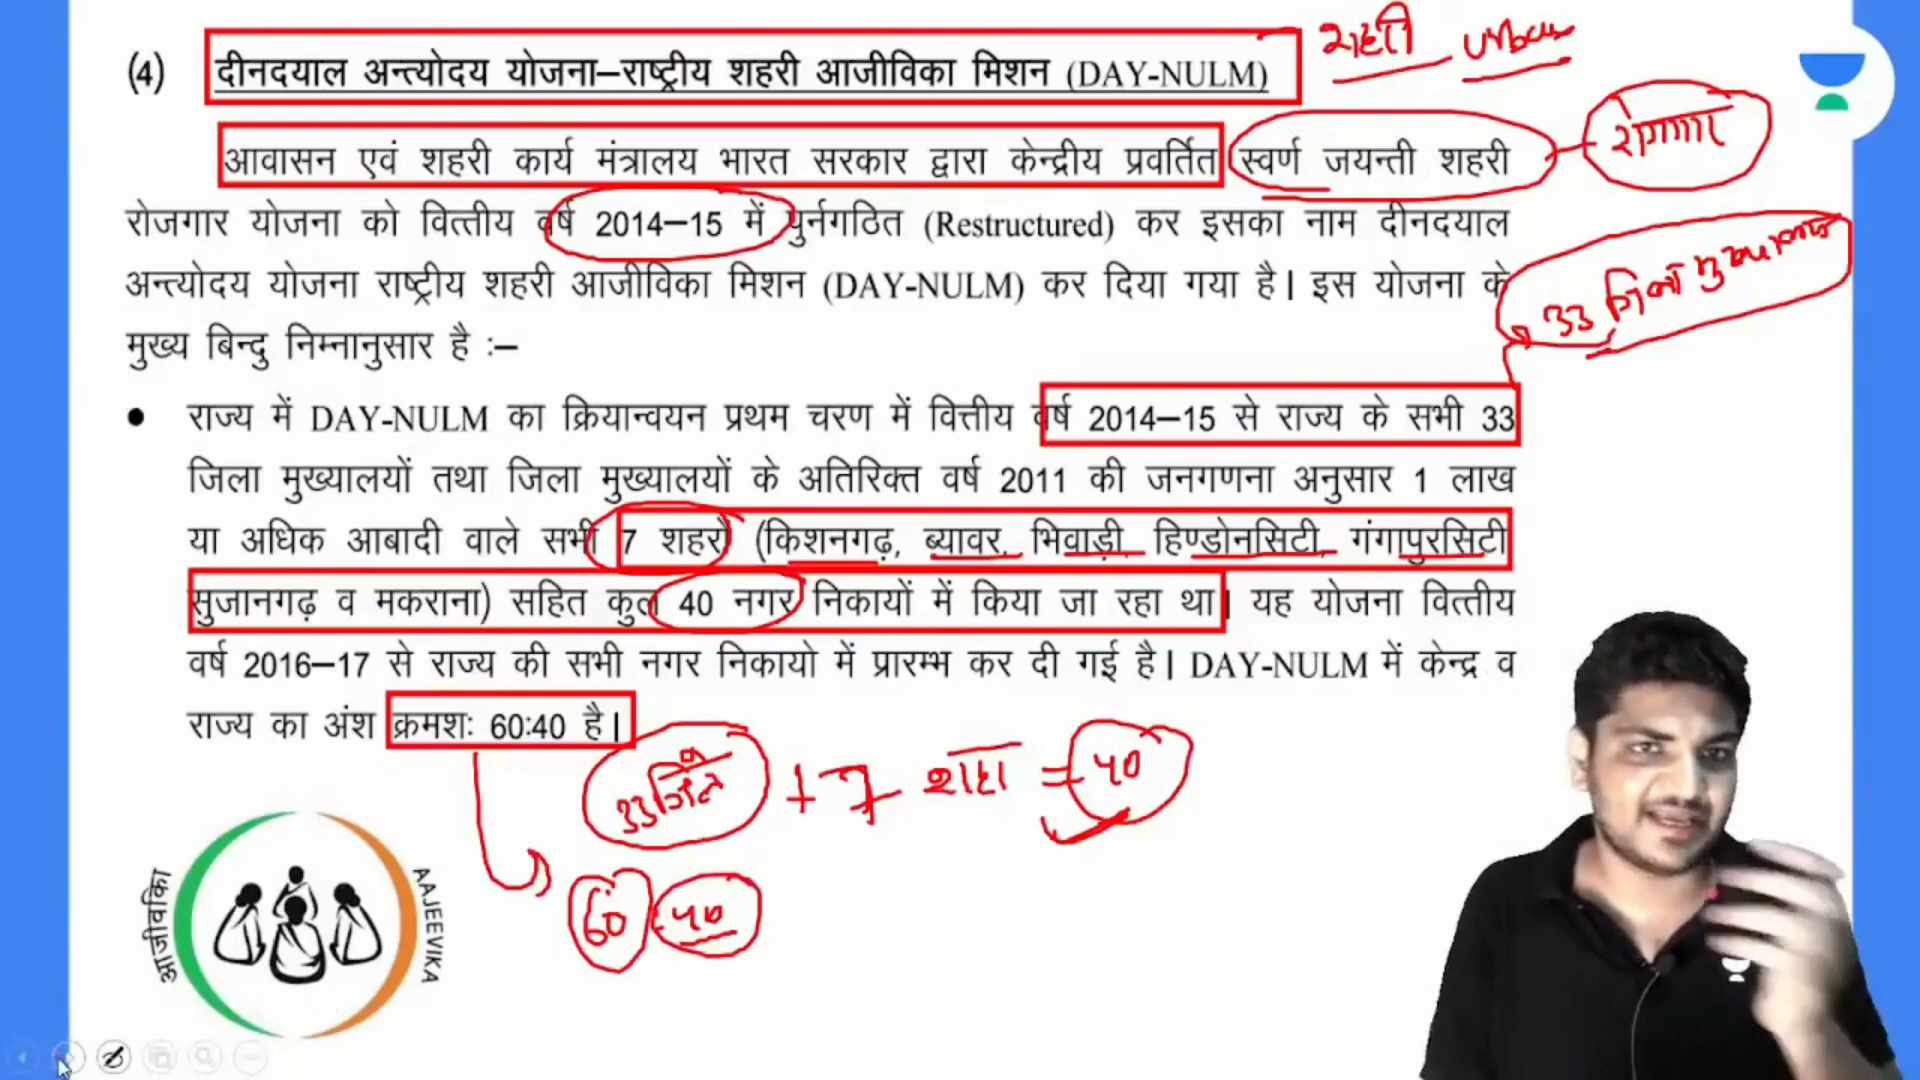 (4) दीनदयाल अन्त्योदय योजना–राष्ट्रीय शहरी आजीविका मिशन (DAY-NULM)
शहरी Urban
आवासन एवं शहरी कार्य मंत्रालय भारत सरकार द्वारा केन्द्रीय प्रवर्तित स्वर्ण जयन्ती शहरी
रोजगार योजना को वित्तीय वर्ष 2014–15 में पुर्नगठित (Restructured) कर इसका नाम दीनदयाल
अन्त्योदय योजना राष्ट्रीय शहरी आजीविका मिशन (DAY-NULM) कर दिया गया है। इस योजना के
33 जिला मुख्यालय
मुख्य बिन्दु निम्नानुसार है :–
• राज्य में DAY-NULM का क्रियान्वयन प्रथम चरण में वित्तीय वर्ष 2014–15 से राज्य के सभी 33
जिला मुख्यालयों तथा जिला मुख्यालयों के अतिरिक्त वर्ष 2011 की जनगणना अनुसार 1 लाख
या अधिक आबादी वाले सभी 7 शहरों (किशनगढ़, ब्यावर, भिवाड़ी, हिण्डोनसिटी, गंगापुरसिटी
सुजानगढ़ व मकराना) सहित कुल 40 नगर निकायों में किया जा रहा था। यह योजना वित्तीय
वर्ष 2016–17 से राज्य की सभी नगर निकायो में प्रारम्भ कर दी गई है। DAY-NULM में केन्द्र व
राज्य का अंश क्रमशः 60:40 है।
33 जिले + 7 शहर = 40
60 40
आजीविका
AAJEEVIKA